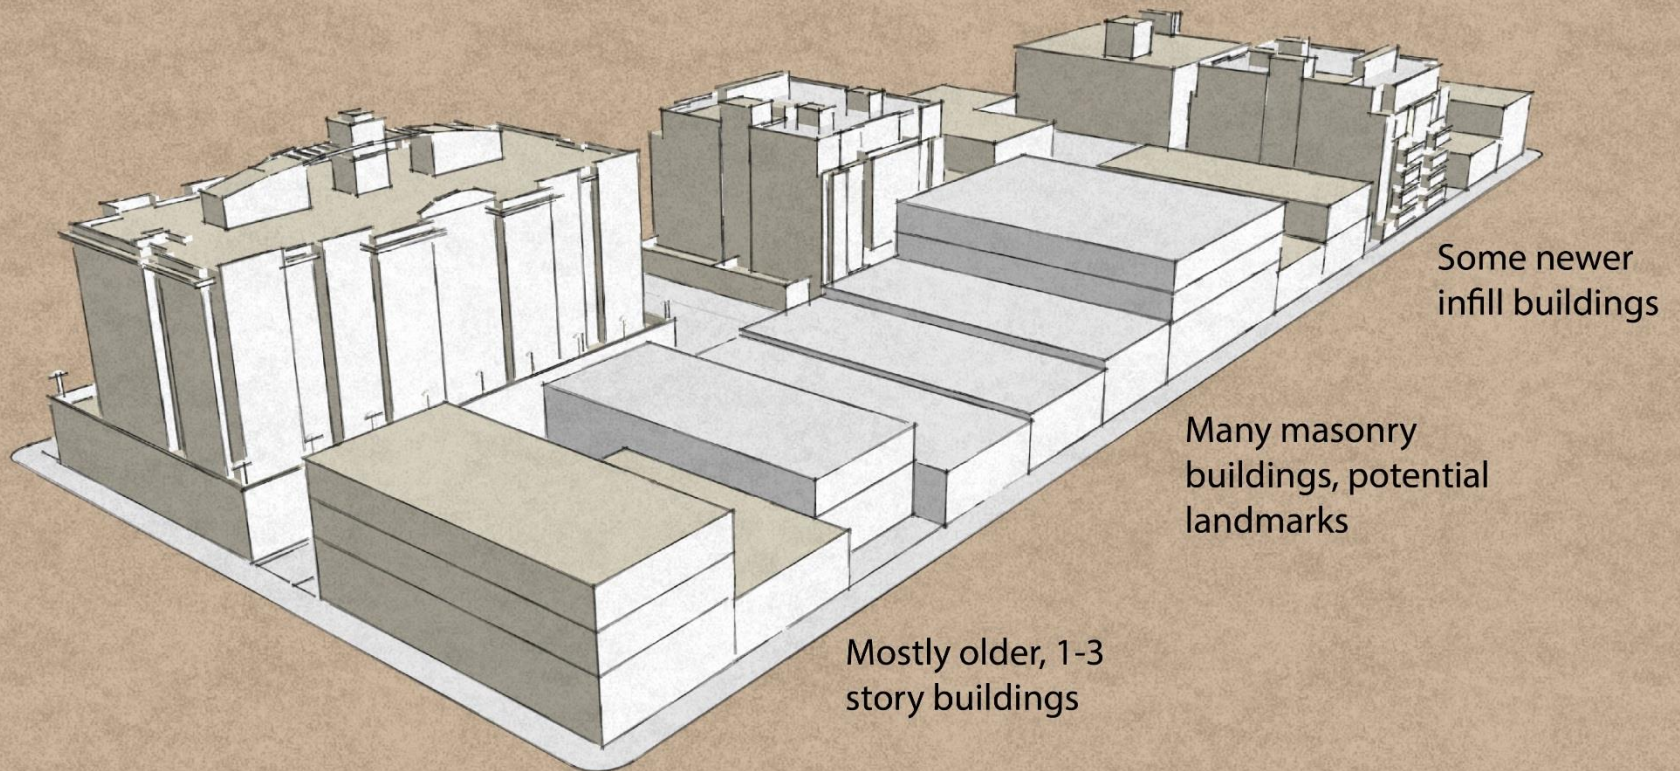 Some newer
infill buildings
Many masonry
buildings, potential
landmarks
Mostly older, 1-3
story buildings